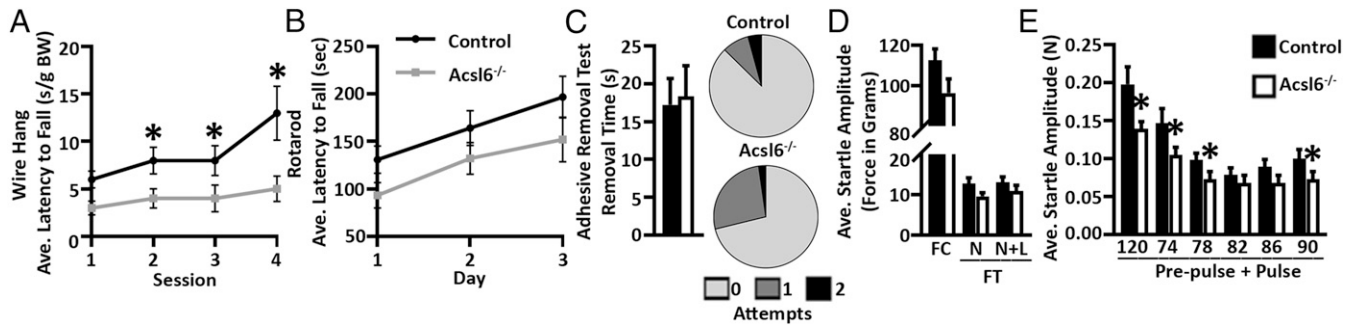 A
Wire Hang
Ave. Latency to Fall (s/g BW)
20
15
10
5
0
1 2 3 4
Session
* * *
B
Rotarod
Ave. Latency to Fall (sec)
250
200
150
100
50
1 2 3
Day
Control
Acsl6-/-
C
Adhesive Removal Test
Removal Time (s)
25
20
15
10
5
0
Control
Acsl6-/-
0 1 2
Attempts
D
Ave. Startle Amplitude
(Force in Grams)
120
100
80
20
10
0
FC N N+L
FT
E
Ave. Startle Amplitude (N)
0.25
0.20
0.15
0.10
0.05
0.00
* * * *
120 74 78 82 86 90
Pre-pulse + Pulse
Control
Acsl6-/-